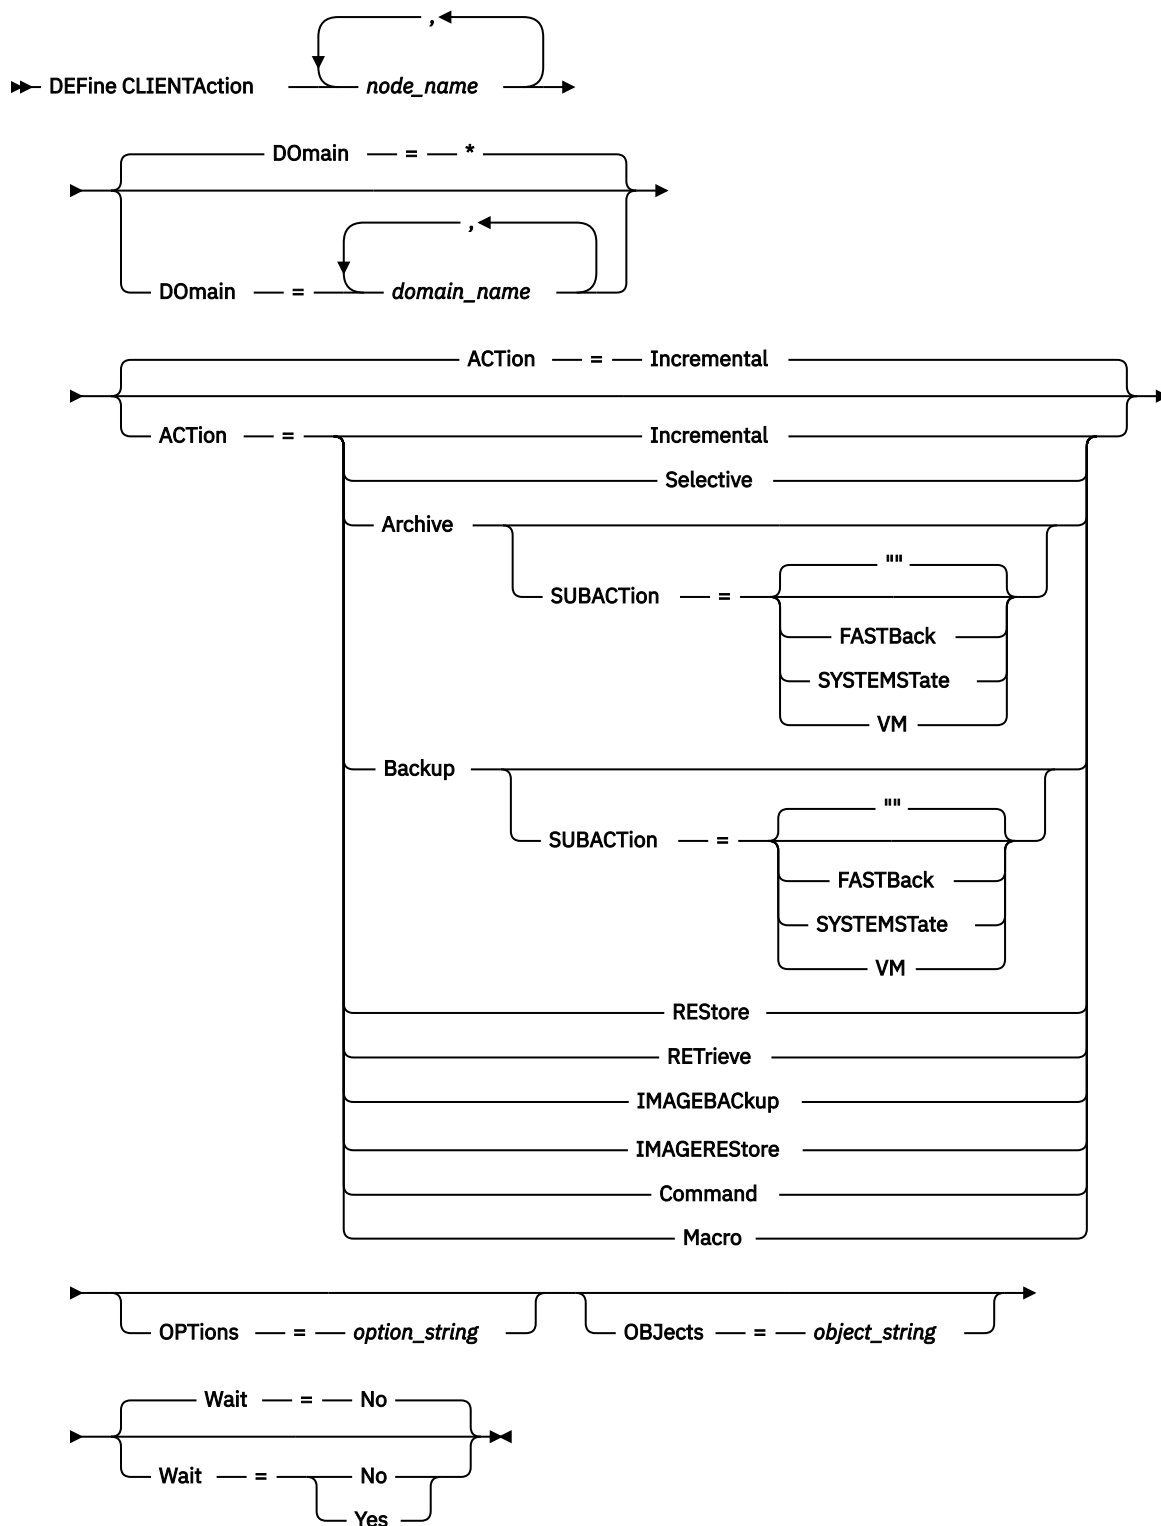 ,
DEFine CLIENTAction node_name
DOmain = *
,
DOmain = domain_name
ACTion = Incremental
ACTion = Incremental
Selective
Archive
""
SUBACTion =
FASTBack
SYSTEMSTate
VM
Backup
""
SUBACTion =
FASTBack
SYSTEMSTate
VM
REStore
RETrieve
IMAGEBACkup
IMAGEREStore
Command
Macro
OPTions = option_string OBJects = object_string
Wait = No
Wait = No
Yes